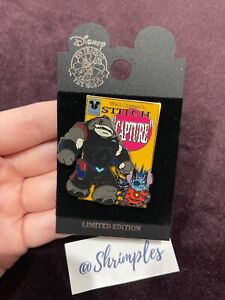 Disney
Walt Disney's
STITCH
"CAPTURE"
LIMITED EDITION
@Shrimples